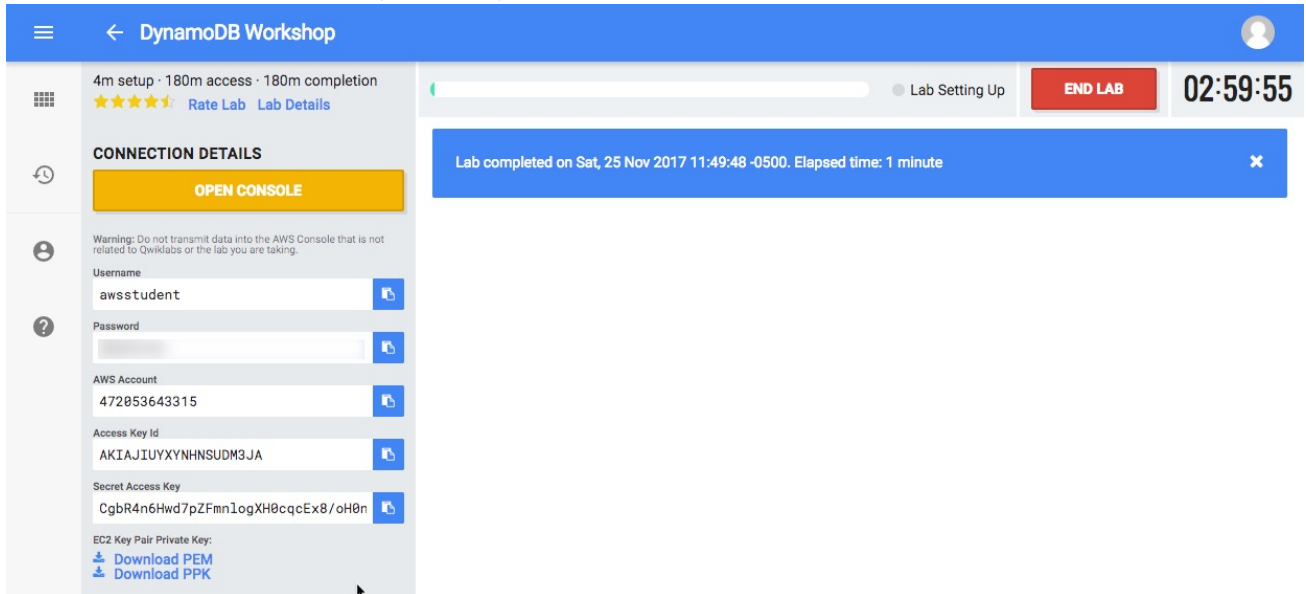 DynamoDB Workshop
4m setup · 180m access · 180m completion
Rate Lab Lab Details
Lab Setting Up
END LAB
02:59:55
CONNECTION DETAILS
OPEN CONSOLE
Lab completed on Sat, 25 Nov 2017 11:49:48 -0500. Elapsed time: 1 minute
Warning: Do not transmit data into the AWS Console that is not
related to Qwiklabs or the lab you are taking.
Username
awsstudent
Password
AWS Account
472053643315
Access Key Id
AKIAJIUYXYNHNSUDM3JA
Secret Access Key
CgbR4n6Hwd7pZFmnlogXH0cqcEx8/oH0n
EC2 Key Pair Private Key:
Download PEM
Download PPK